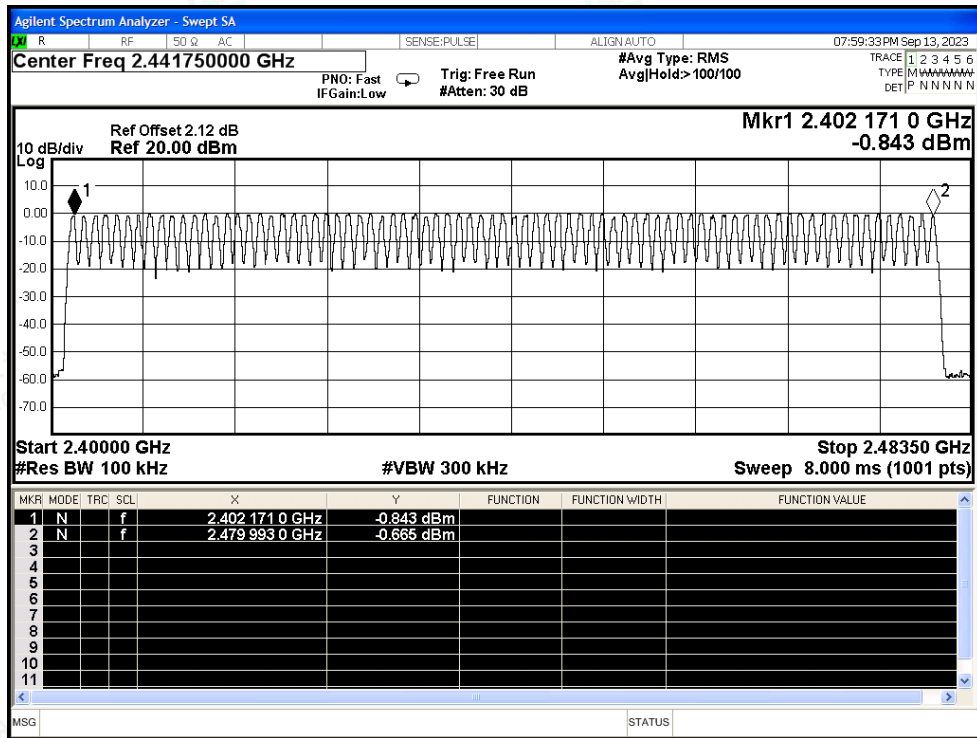 Agilent Spectrum Analyzer - Swept SA
LXI R RF 50 Ω AC SENSE:PULSE ALIGN AUTO 07:59:33 PM Sep 13, 2023
Center Freq 2.441750000 GHz
PNO: Fast
IFGain:Low
Trig: Free Run
#Atten: 30 dB
#Avg Type: RMS
Avg|Hold:>100/100
TRACE 1 2 3 4 5 6
TYPE M W W W W W
DET P N N N N N
Ref Offset 2.12 dB
10 dB/div Ref 20.00 dBm
Log
Mkr1 2.402 171 0 GHz
-0.843 dBm
10.0
0.00
-10.0
-20.0
-30.0
-40.0
-50.0
-60.0
-70.0
1
2
Start 2.40000 GHz Stop 2.48350 GHz
#Res BW 100 kHz #VBW 300 kHz Sweep 8.000 ms (1001 pts)
MKR MODE TRC SCL X Y FUNCTION FUNCTION WIDTH FUNCTION VALUE
1 N f 2.402 171 0 GHz -0.843 dBm
2 N f 2.479 993 0 GHz -0.665 dBm
3
4
5
6
7
8
9
10
11
MSG STATUS